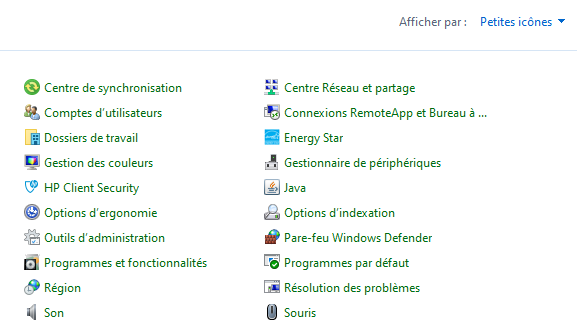 Afficher par : Petites icônes
Centre de synchronisation Centre Réseau et partage
Comptes d'utilisateurs Connexions RemoteApp et Bureau à ...
Dossiers de travail Energy Star
Gestion des couleurs Gestionnaire de périphériques
HP Client Security Java
Options d'ergonomie Options d'indexation
Outils d'administration Pare-feu Windows Defender
Programmes et fonctionnalités Programmes par défaut
Région Résolution des problèmes
Son Souris